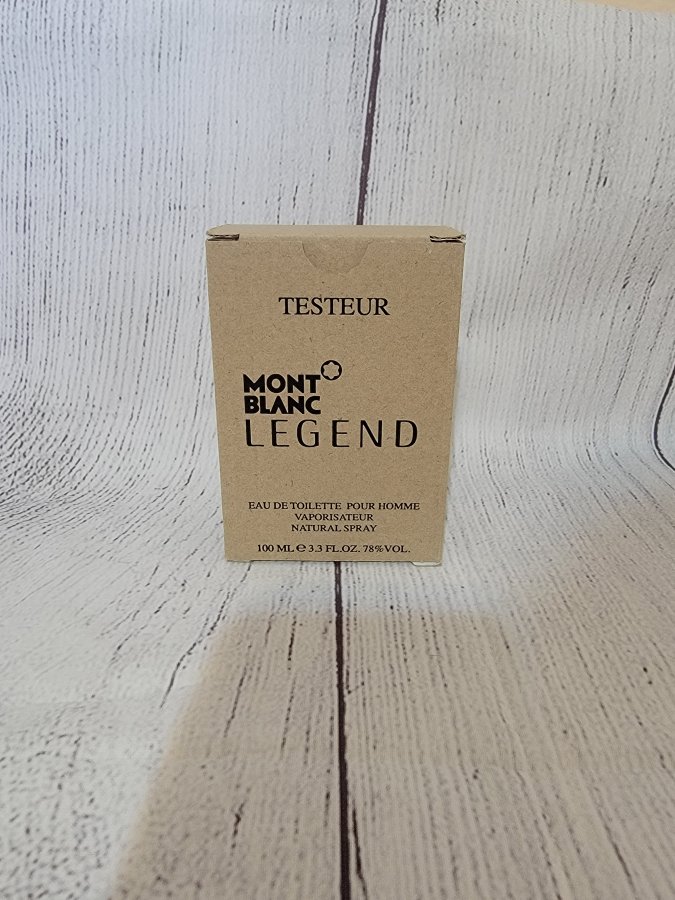 TESTEUR
MONT
BLANC
LEGEND
EAU DE TOILETTE POUR HOMME
VAPORISATEUR
NATURAL SPRAY
100 ML ℮ 3.3 FL.OZ. 78%VOL.